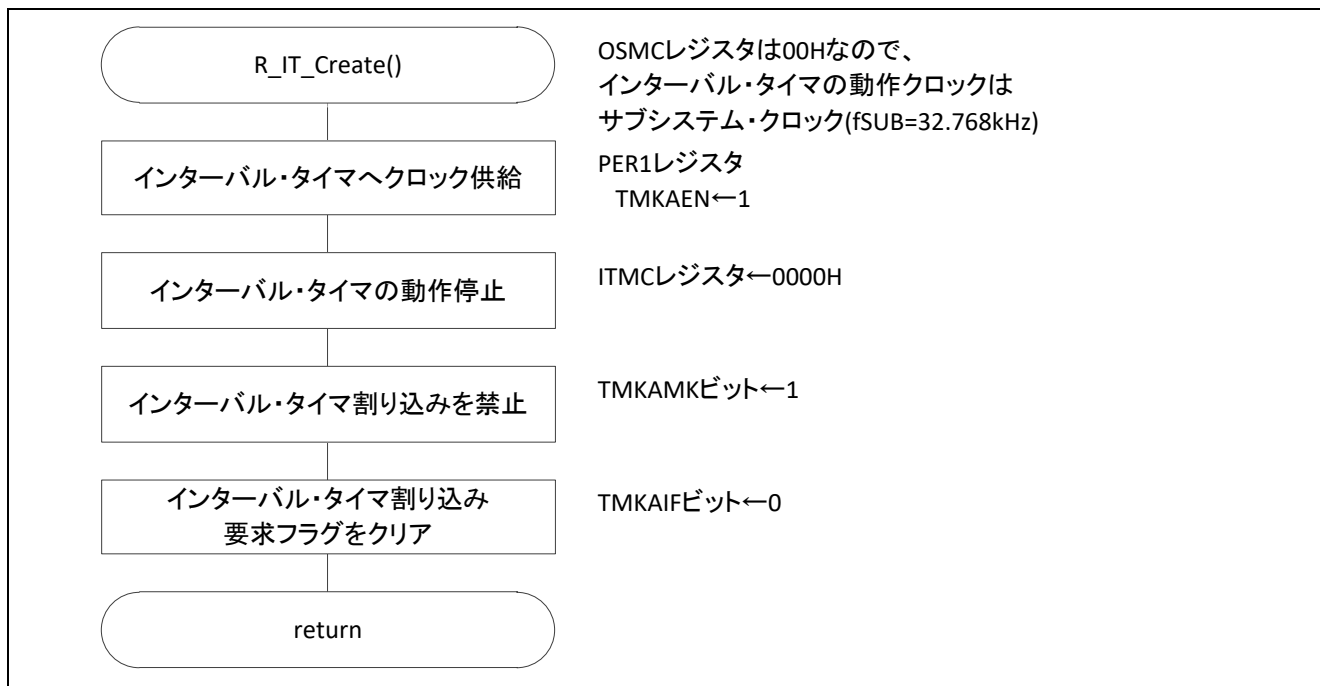 R_IT_Create()
OSMCレジスタは00Hなので、
インターバル・タイマの動作クロックは
サブシステム・クロック(fSUB=32.768kHz)
インターバル・タイマへクロック供給
PER1レジスタ
TMKAEN←1
インターバル・タイマの動作停止
ITMCレジスタ←0000H
インターバル・タイマ割り込みを禁止
TMKAMKビット←1
インターバル・タイマ割り込み
要求フラグをクリア
TMKAIFビット←0
return